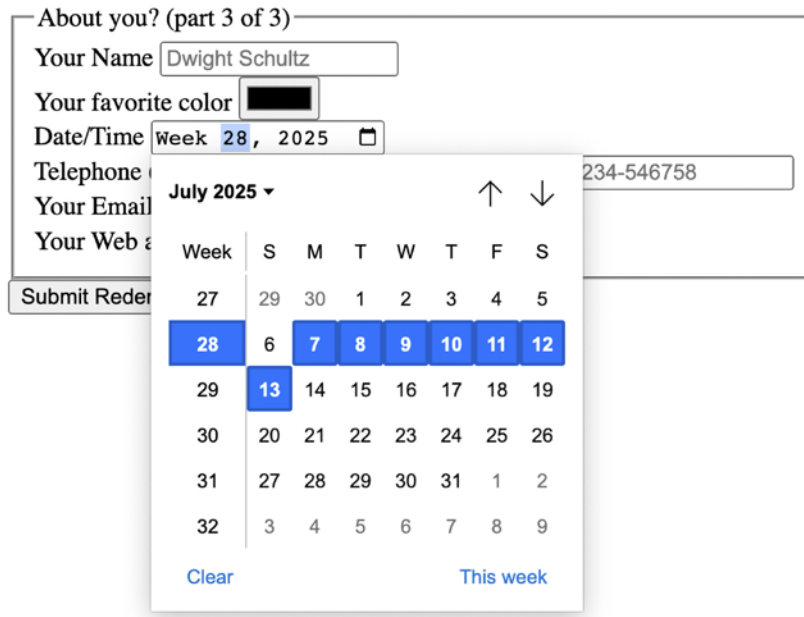 About you? (part 3 of 3)
Your Name Dwight Schultz
Your favorite color
Date/Time Week 28, 2025
Telephone 234-546758
July 2025
Your Email
Your Web
Week S M T W T F S
Submit
27 29 30 1 2 3 4 5
28 6 7 8 9 10 11 12
29 13 14 15 16 17 18 19
30 20 21 22 23 24 25 26
31 27 28 29 30 31 1 2
32 3 4 5 6 7 8 9
Clear This week